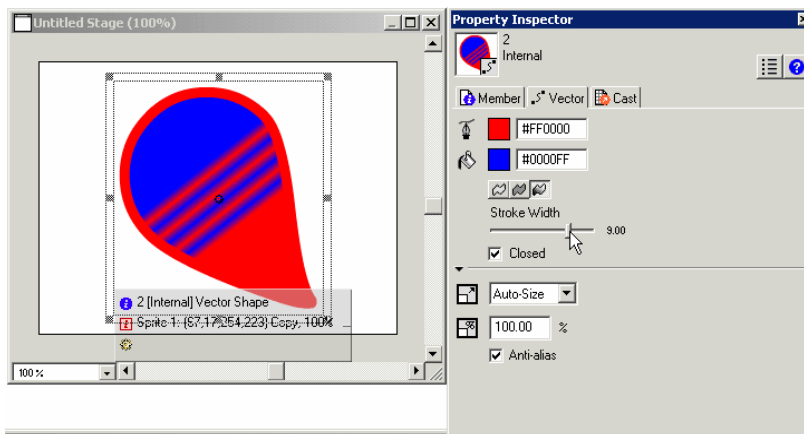 Untitled Stage (100%)
2 [Internal] Vector Shape
Sprite 1: (67,17,254,223) Copy, 100%
100 %
Property Inspector
2
Internal
Member
Vector
Cast
#FF0000
#0000FF
Stroke Width
9.00
Closed
Auto-Size
100.00 %
Anti-alias